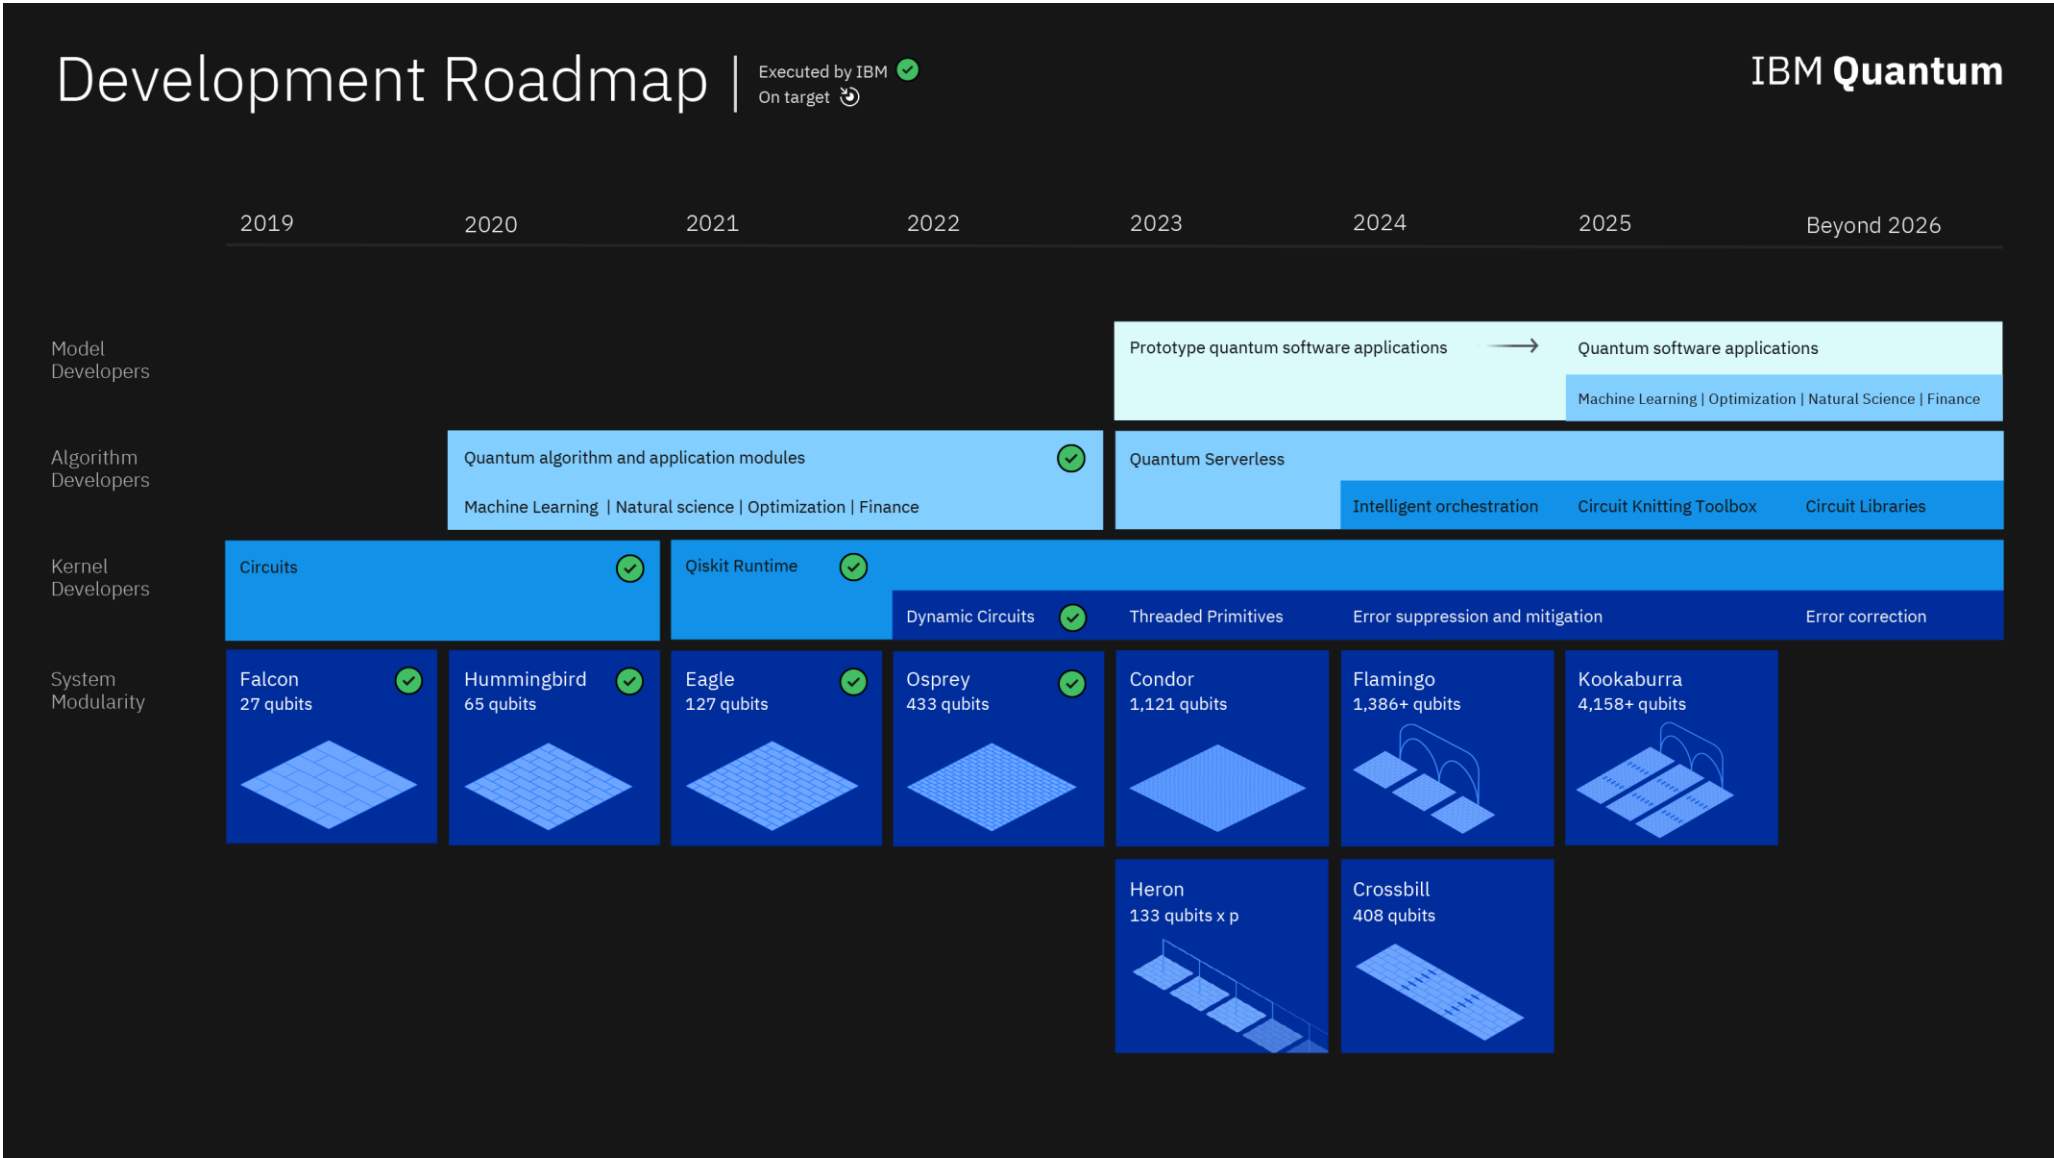 Development Roadmap
Executed by IBM
On target
IBM Quantum
2019
2020
2021
2022
2023
2024
2025
Beyond 2026
Model
Developers
Prototype quantum software applications
Quantum software applications
Machine Learning | Optimization | Natural Science | Finance
Algorithm
Developers
Quantum algorithm and application modules
Machine Learning | Natural science | Optimization | Finance
Quantum Serverless
Intelligent orchestration
Circuit Knitting Toolbox
Circuit Libraries
Kernel
Developers
Circuits
Qiskit Runtime
Dynamic Circuits
Threaded Primitives
Error suppression and mitigation
Error correction
System
Modularity
Falcon
27 qubits
Hummingbird
65 qubits
Eagle
127 qubits
Osprey
433 qubits
Condor
1,121 qubits
Flamingo
1,386+ qubits
Kookaburra
4,158+ qubits
Heron
133 qubits x p
Crossbill
408 qubits